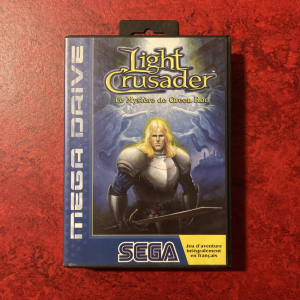 Light
Crusader
Le Mystère de Green Row
MEGA DRIVE
SEGA
Jeu d'aventure
intégralement
en français